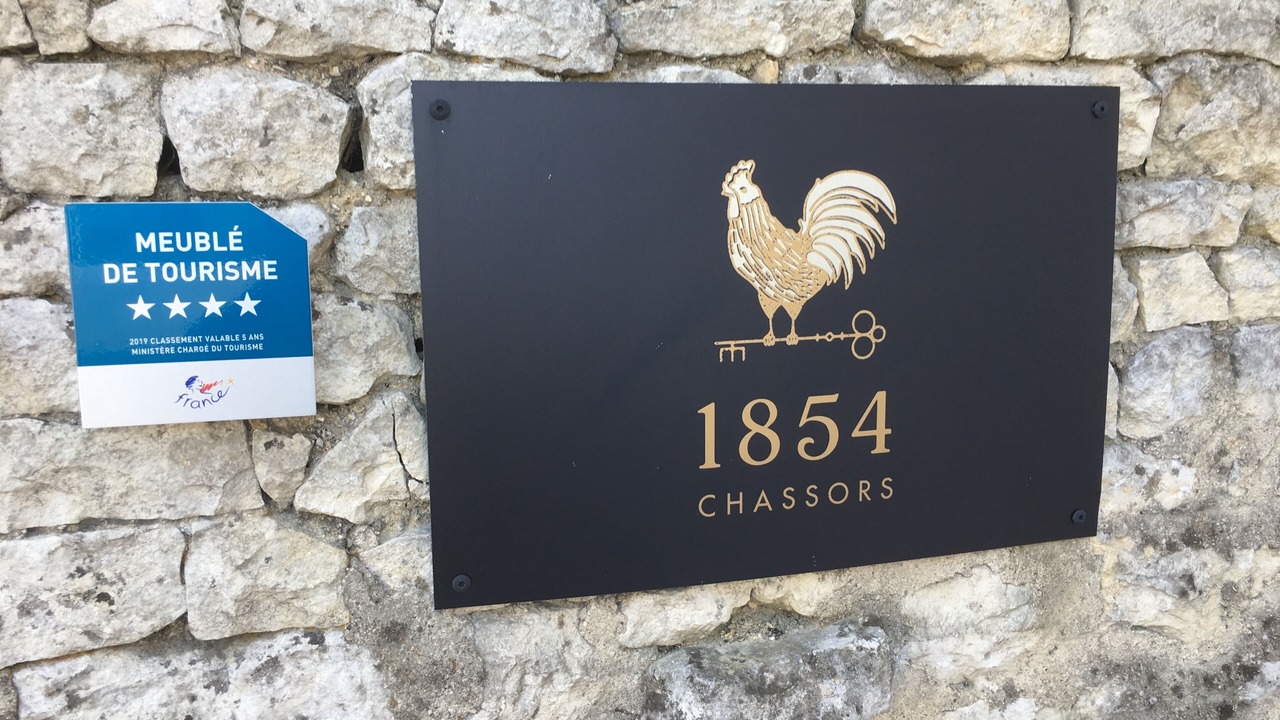 MEUBLÉ
DE TOURISME
2019 CLASSEMENT VALABLE 5 ANS
MINISTÈRE CHARGÉ DU TOURISME
france
1854
CHASSORS